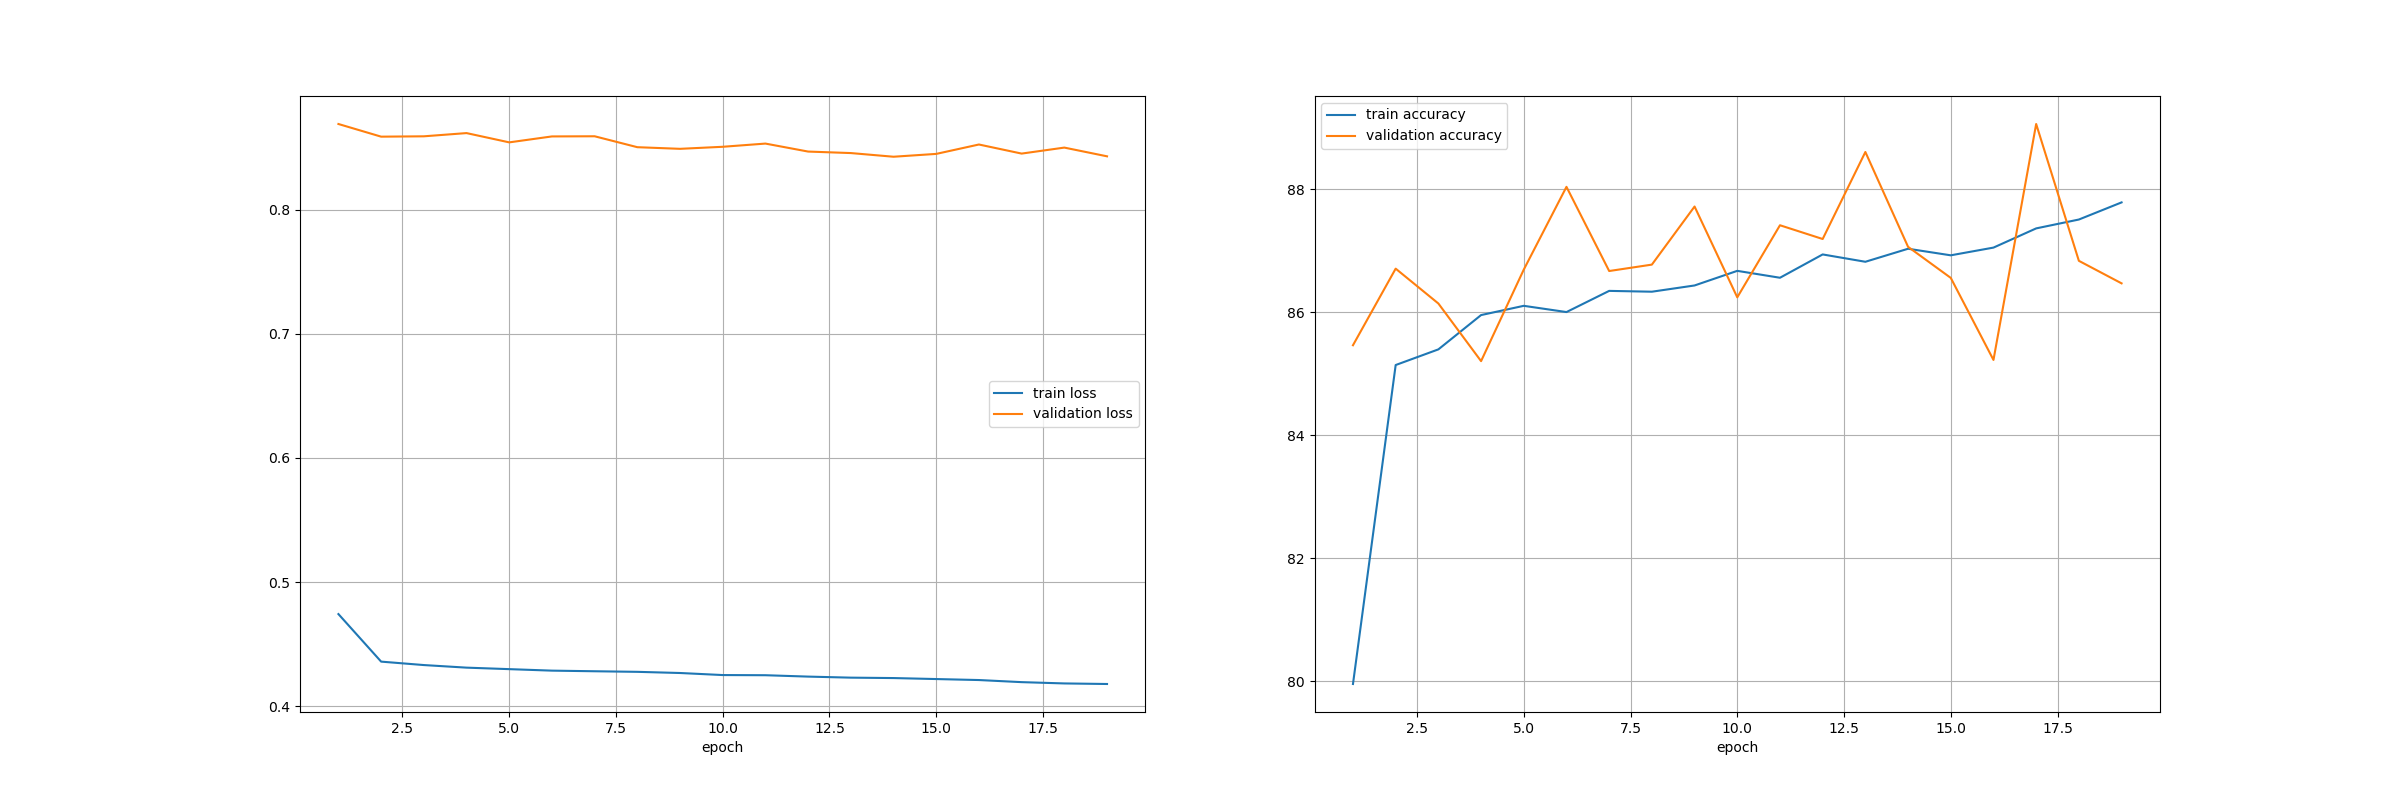 0.8
0.7
0.6
0.5
0.4
2.5 5.0 7.5 10.0 12.5 15.0 17.5
epoch
train loss
validation loss
train accuracy
validation accuracy
88
86
84
82
80
2.5 5.0 7.5 10.0 12.5 15.0 17.5
epoch